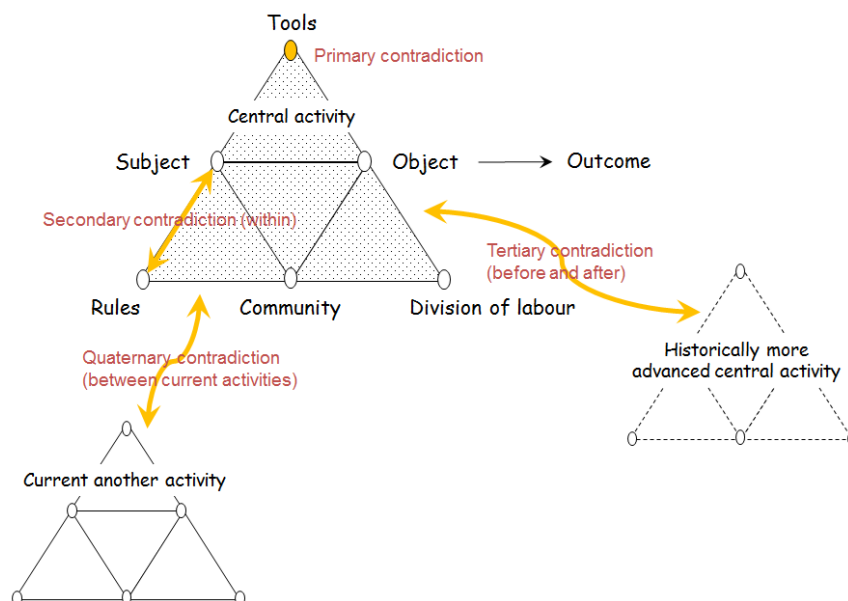 Tools
Primary contradiction
Central activity
Subject
Object
Outcome
Secondary contradiction (within)
Tertiary contradiction
(before and after)
Rules
Community
Division of labour
Quaternary contradiction
(between current activities)
Historically more
advanced central activity
Current another activity